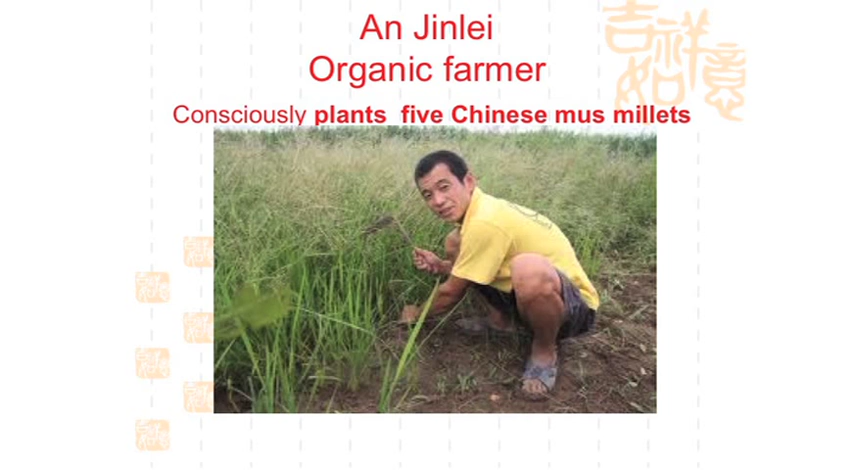 An Jinlei
Organic farmer
Consciously plants  five Chinese mus millets
吉祥
如意